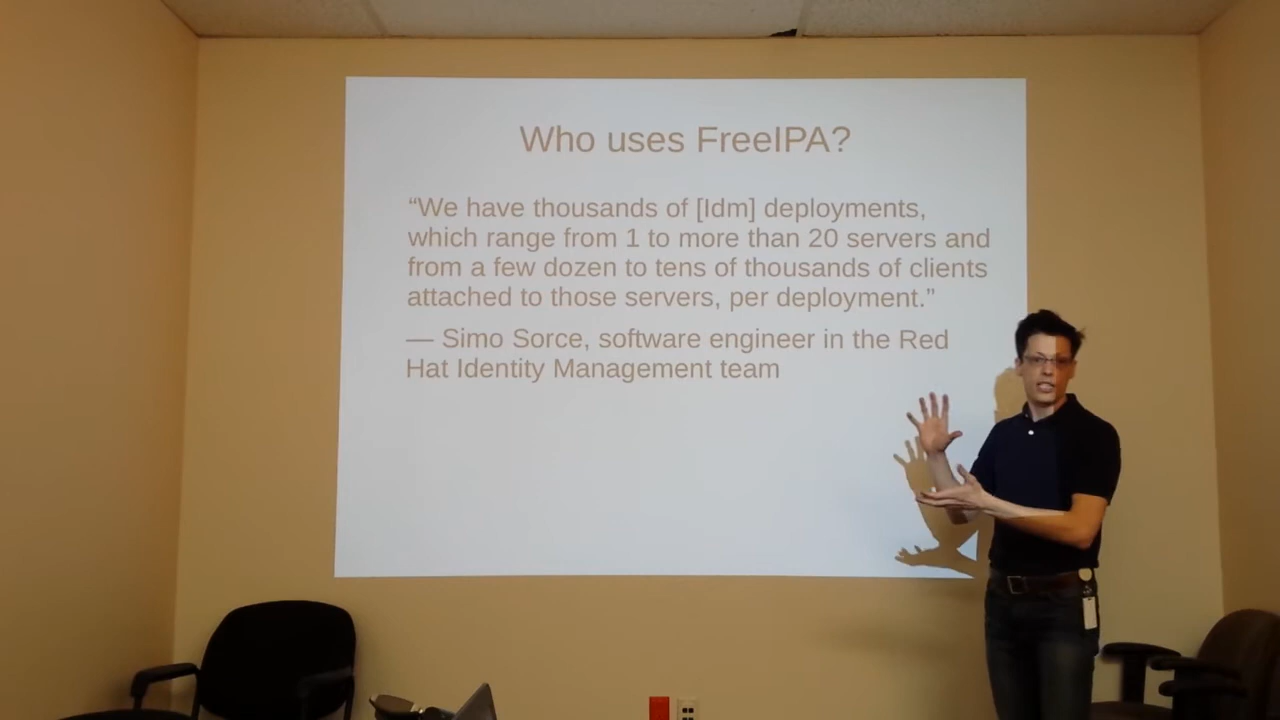 Who uses FreeIPA?
“We have thousands of [Idm] deployments,
which range from 1 to more than 20 servers and
from a few dozen to tens of thousands of clients
attached to those servers, per deployment.”
— Simo Sorce, software engineer in the Red
Hat Identity Management team